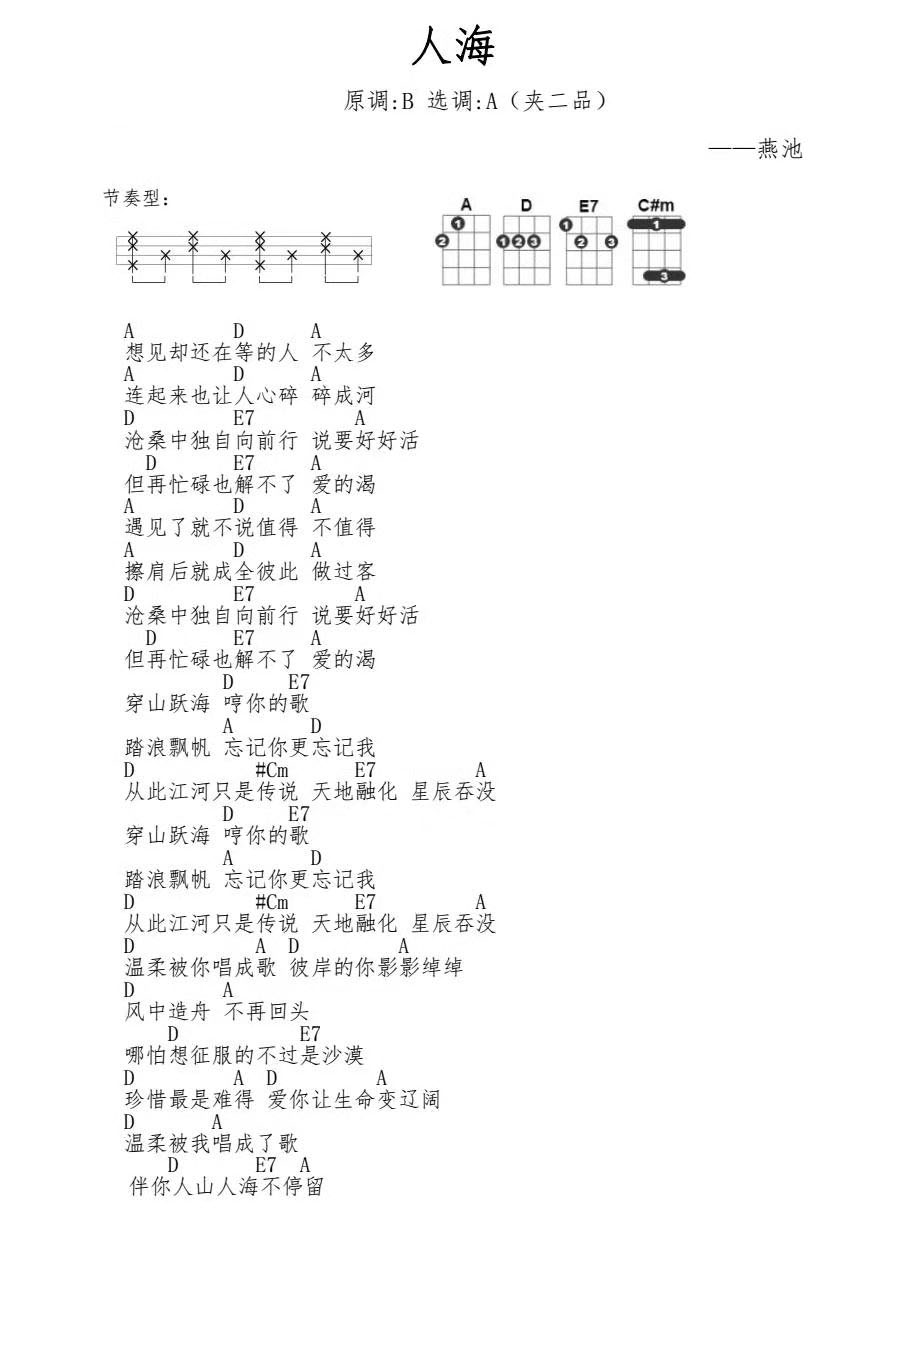 人海
原调:B 选调:A（夹二品）
——燕池
节奏型：
A D E7 C#m
1 2 1 2 3 1 2 3 1 3
A D A
想见却还在等的人 不太多
A D A
连起来也让人心碎 碎成河
D E7 A
沧桑中独自向前行 说要好好活
D E7 A
但再忙碌也解不了 爱的渴
A D A
遇见了就不说值得 不值得
A D A
擦肩后就成全彼此 做过客
D E7 A
沧桑中独自向前行 说要好好活
D E7 A
但再忙碌也解不了 爱的渴
D E7
穿山跃海 哼你的歌
A D
踏浪飘帆 忘记你更忘记我
D #Cm E7 A
从此江河只是传说 天地融化 星辰吞没
D E7
穿山跃海 哼你的歌
A D
踏浪飘帆 忘记你更忘记我
D #Cm E7 A
从此江河只是传说 天地融化 星辰吞没
D A D A
温柔被你唱成歌 彼岸的你影影绰绰
D A
风中造舟 不再回头
D E7
哪怕想征服的不过是沙漠
D A D A
珍惜最是难得 爱你让生命变辽阔
D A
温柔被我唱成了歌
D E7 A
伴你人山人海不停留